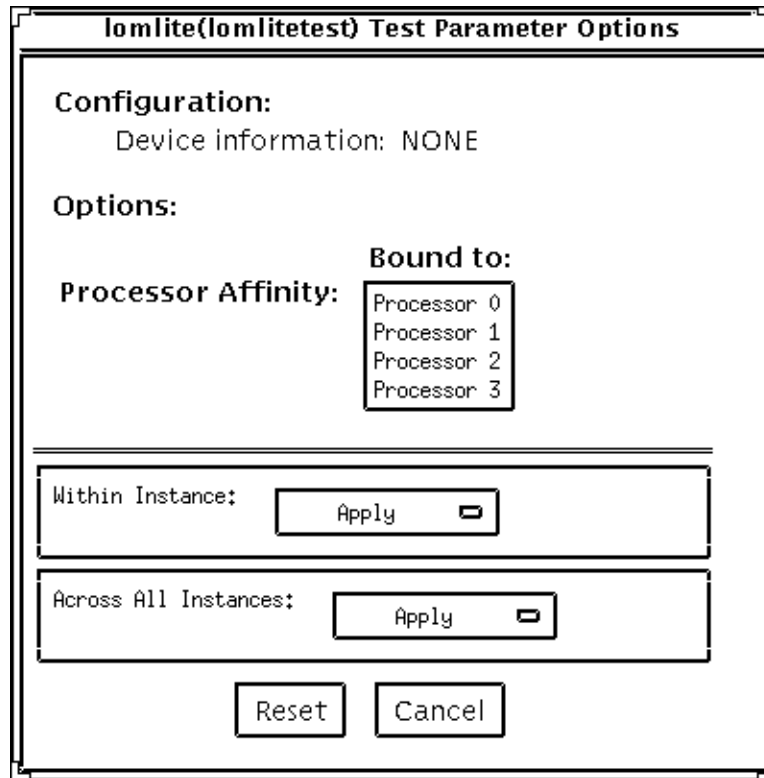 lomlite(lomlitetest) Test Parameter Options
Configuration:
Device information: NONE
Options:
Bound to:
Processor Affinity:
Processor 0
Processor 1
Processor 2
Processor 3
Within Instance: Apply
Across All Instances: Apply
Reset Cancel